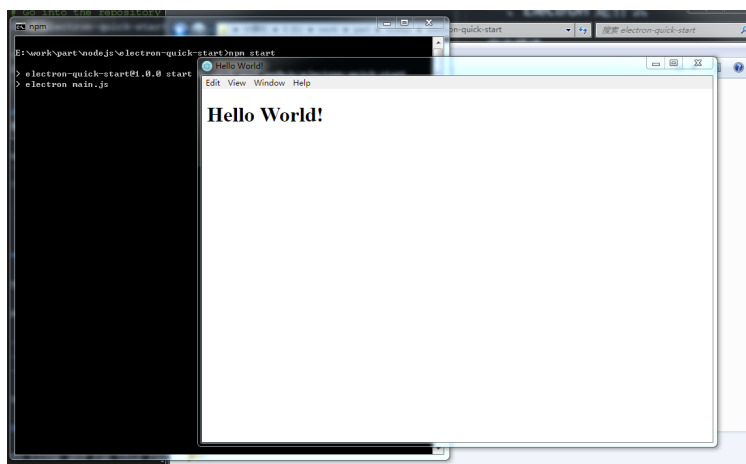 Go into the repository
npm
on-quick-start
搜索 electron-quick-start
E:\work\part\nodejs\electron-quick-start>npm start
> electron-quick-start@1.0.0 start
> electron main.js
Hello World!
Edit View Window Help
Hello World!